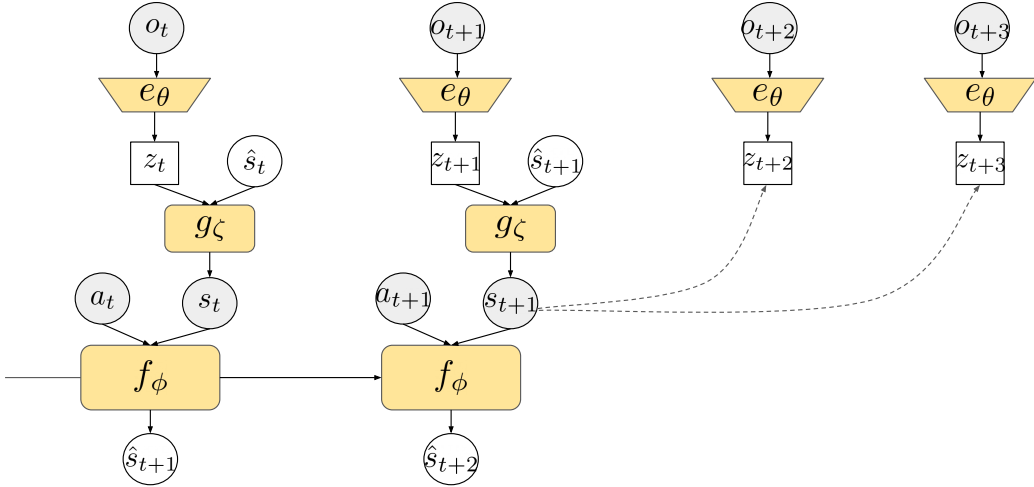 o_t o_{t+1} o_{t+2} o_{t+3}
e_θ e_θ e_θ e_θ
z_t ŝ_t z_{t+1} ŝ_{t+1} z_{t+2} z_{t+3}
g_ζ g_ζ
a_t s_t a_{t+1} s_{t+1}
f_ϕ f_ϕ
ŝ_{t+1} ŝ_{t+2}